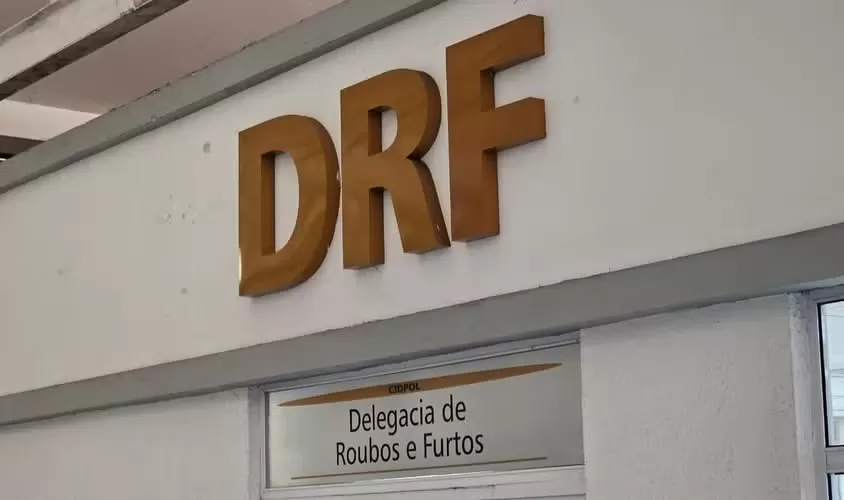 DRF
CIDPOL
Delegacia de
Roubos e Furtos